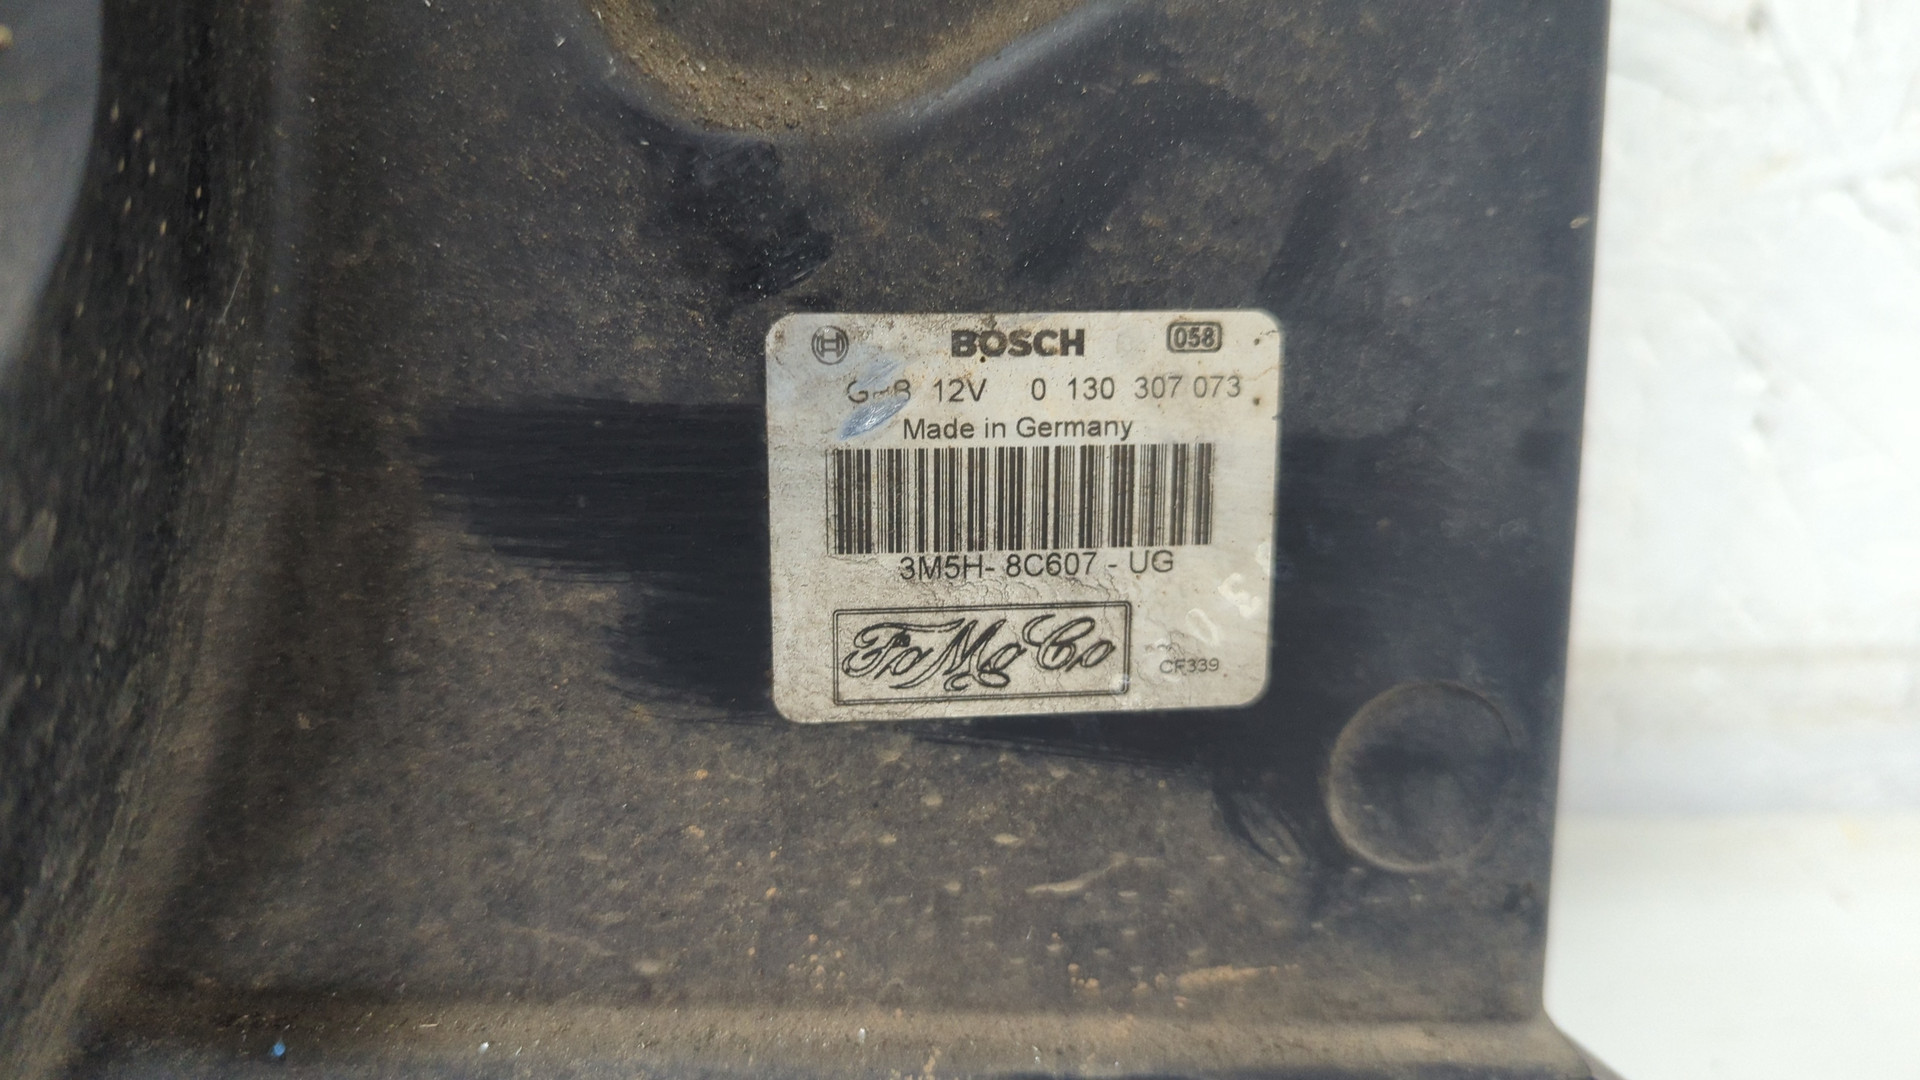 BOSCH 058
12V 0 130 307 073
Made in Germany
3M5H- 8C607 - UG
FoMoCo
CF339